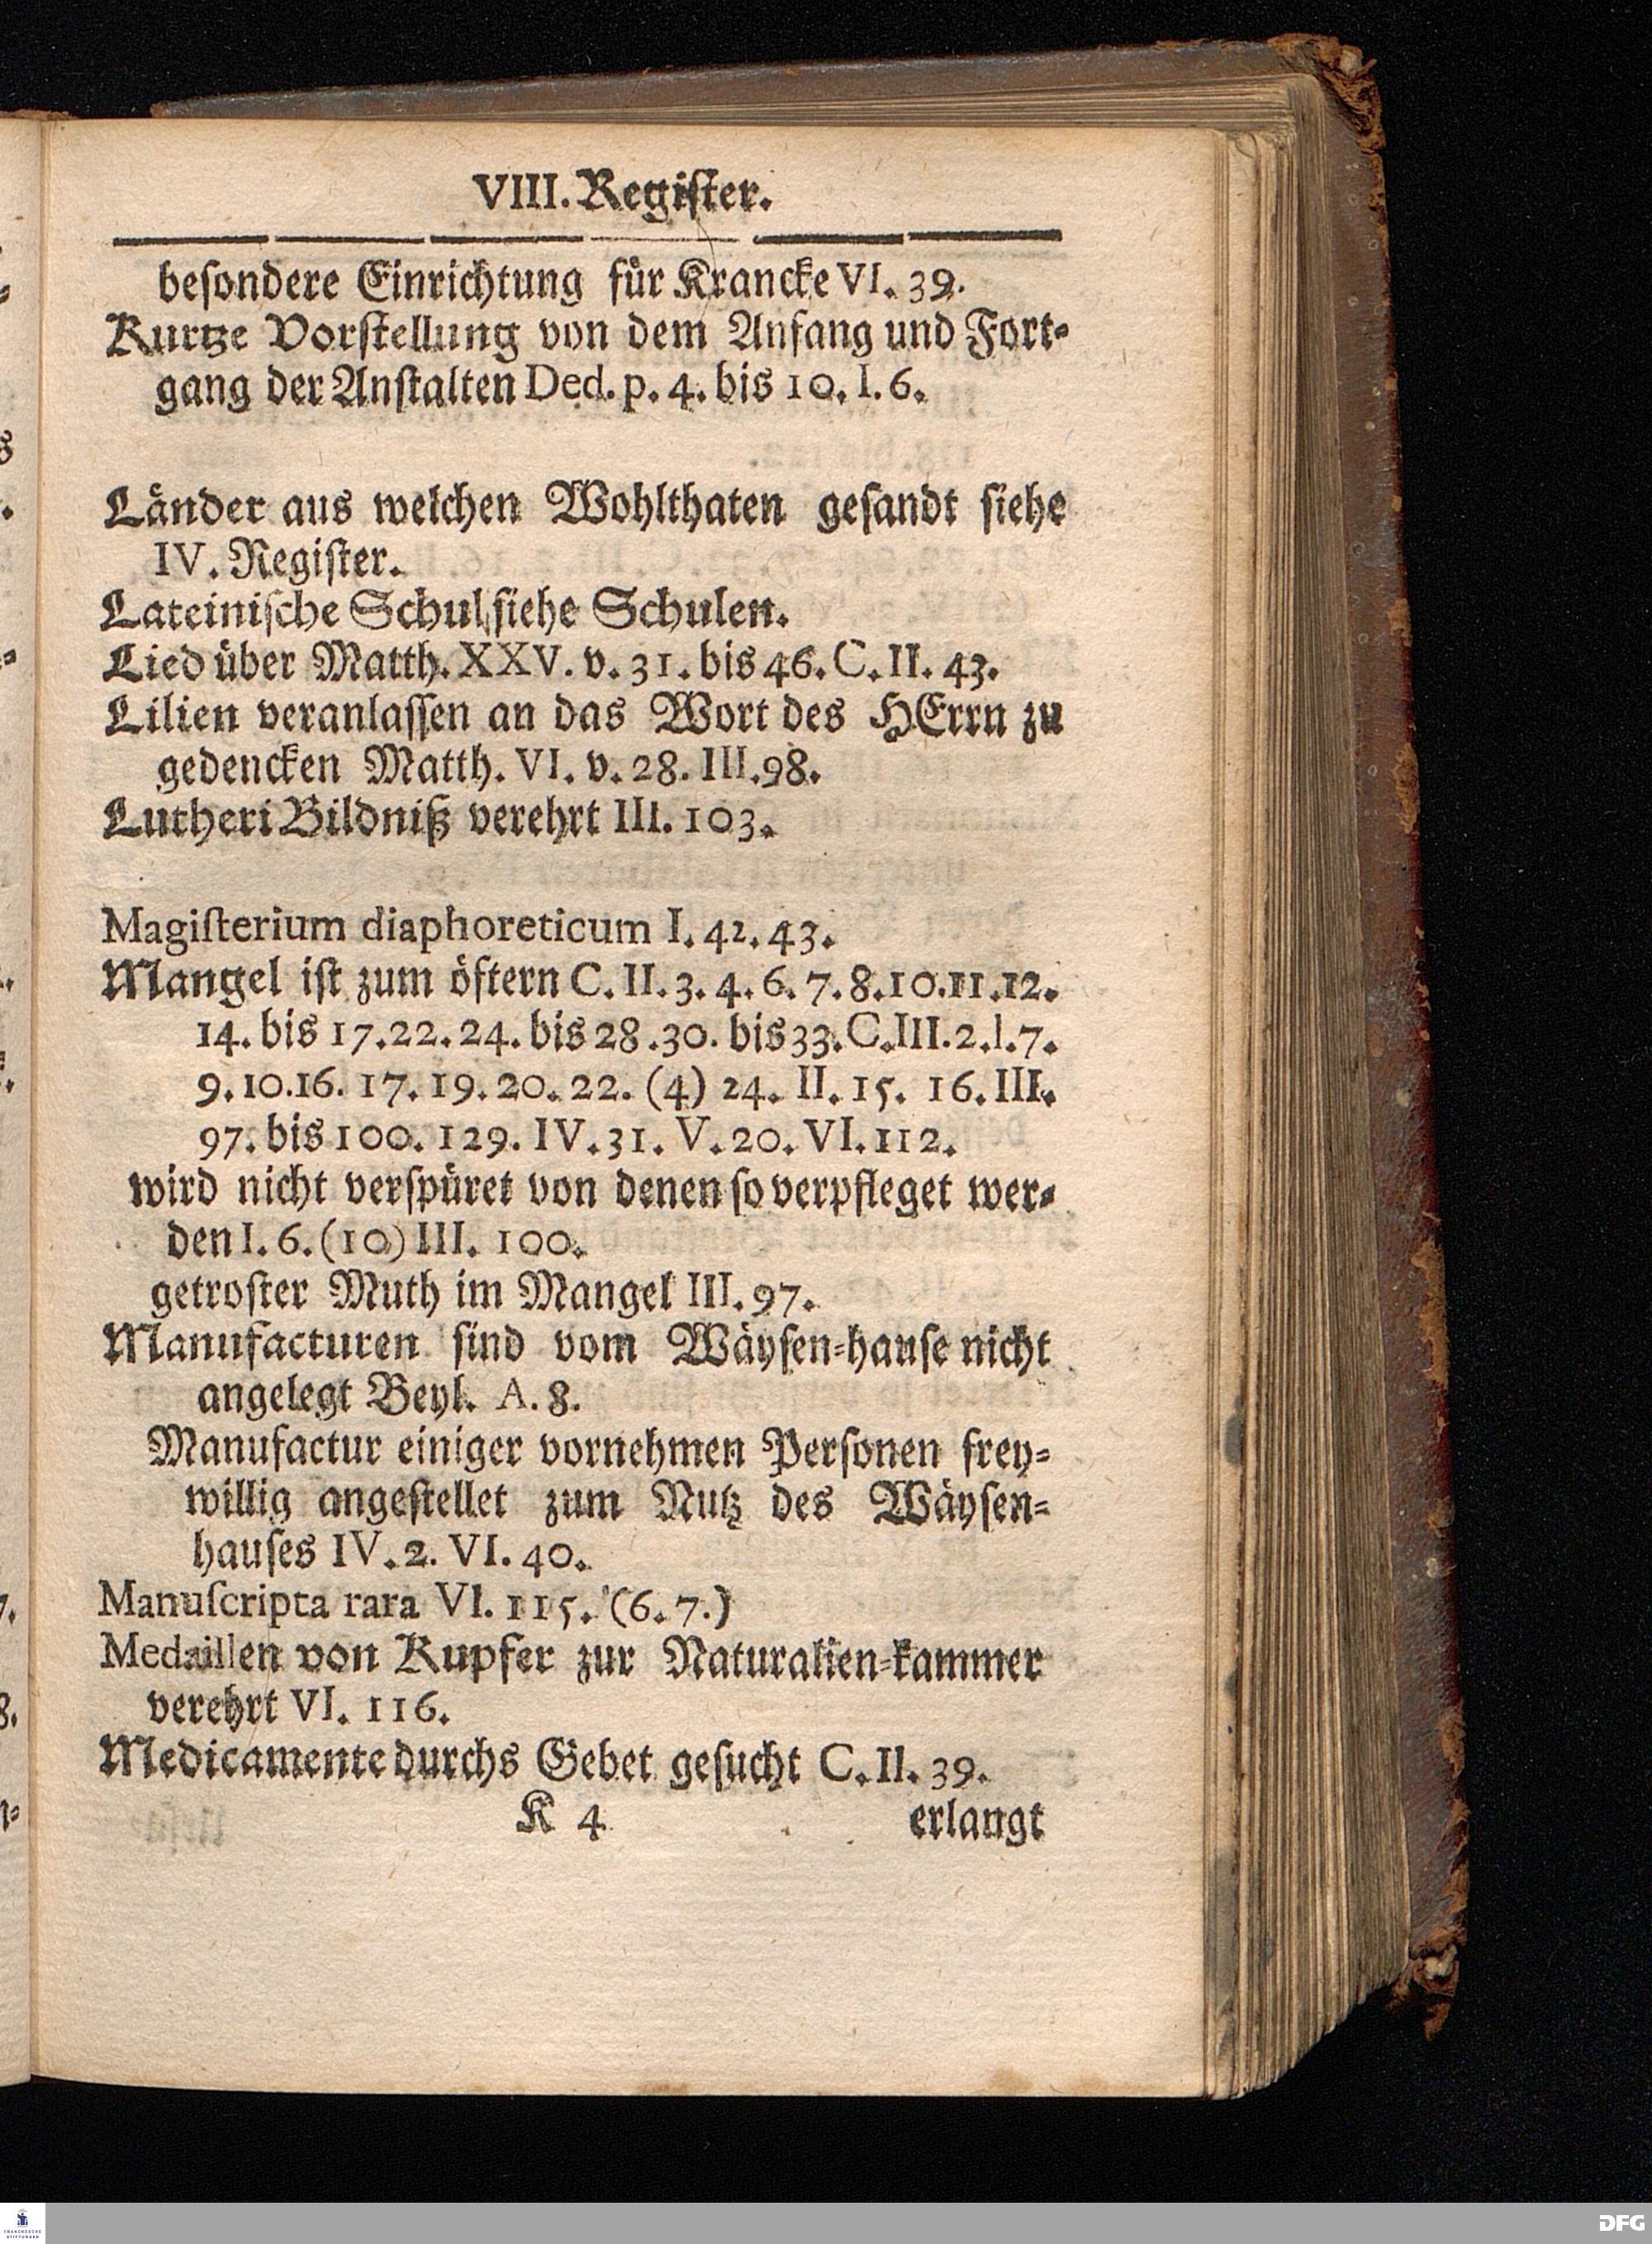 VIII. Regiſter.
beſondere Einrichtung für Krancke VI. 39.
Kurtze Vorſtellung von dem Anfang und Fort-
gang der Anſtalten Ded. p. 4. bis 10. I. 6.
Länder aus welchen Wohlthaten geſandt ſiehe
IV. Regiſter.
Lateiniſche Schul ſiehe Schulen.
Lied über Matth. XXV. v. 31. bis 46. C. II. 43.
Lilien veranlaſſen an das Wort des HErrn zu
gedencken Matth. VI. v. 28. III. 98.
Lutheri Bildniß verehrt III. 103.
Magiſterium diaphoreticum I. 42. 43.
Mangel iſt zum öftern C. II. 3. 4. 6. 7. 8. 10. 11. 12.
14. bis 17. 22. 24. bis 28. 30. bis 33. C. III. 2. I. 7.
9. 10. 16. 17. 19. 20. 22. (4) 24. II. 15. 16. III.
97. bis 100. 129. IV. 31. V. 20. VI. 112.
wird nicht verſpüret von denen ſo verpfleget wer-
den I. 6. (10) III. 100.
getroſter Muth im Mangel III. 97.
Manufacturen ſind vom Wäyſen-hauſe nicht
angelegt Beyl. A. 8.
Manufactur einiger vornehmen Perſonen frey-
willig angeſtellet zum Nutz des Wäyſen-
hauſes IV. 2. VI. 40.
Manuſcripta rara VI. 115. (6. 7.)
Medaillen von Kupfer zur Naturalien-kammer
verehrt VI. 116.
Medicamente durchs Gebet geſucht C. II. 39.
K 4 erlangt
FRANCKESCHE
STIFTUNGEN
DFG